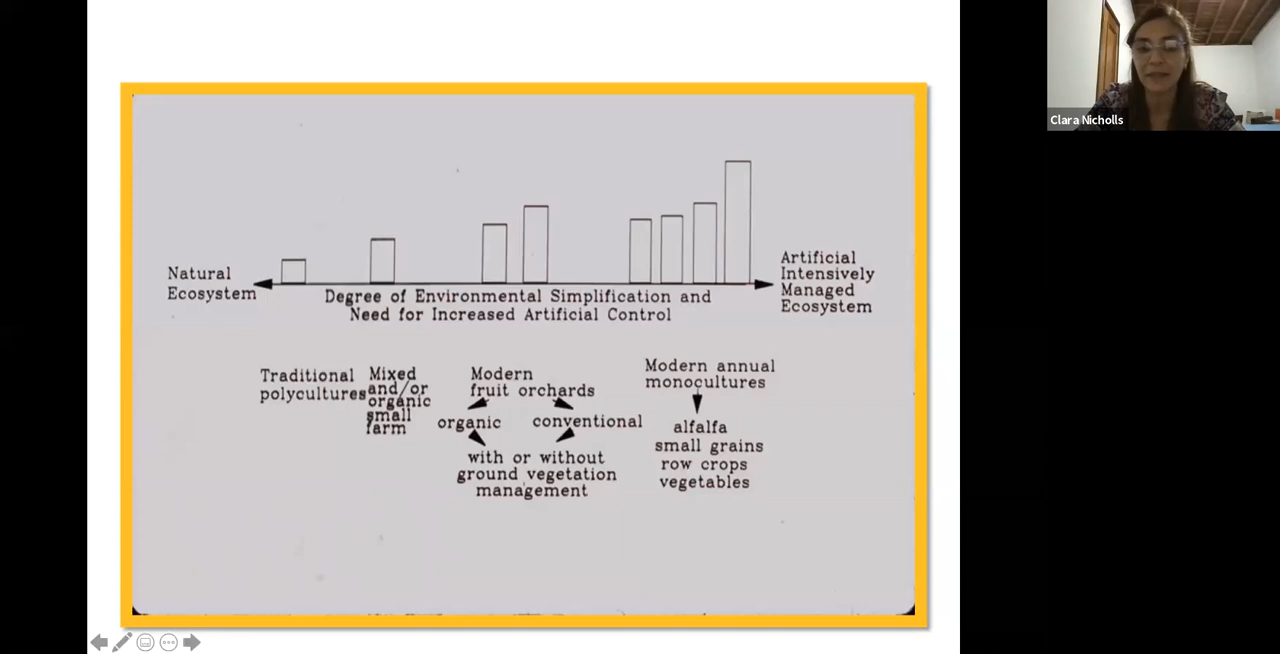 Clara Nicholls
Natural
Ecosystem
Artificial
Intensively
Managed
Ecosystem
Degree of Environmental Simplification and
Need for Increased Artificial Control
Traditional
polycultures
Mixed
and/or
organic
small
farm
Modern
fruit orchards
organic
conventional
with or without
ground vegetation
management
Modern annual
monocultures
alfalfa
small grains
row crops
vegetables